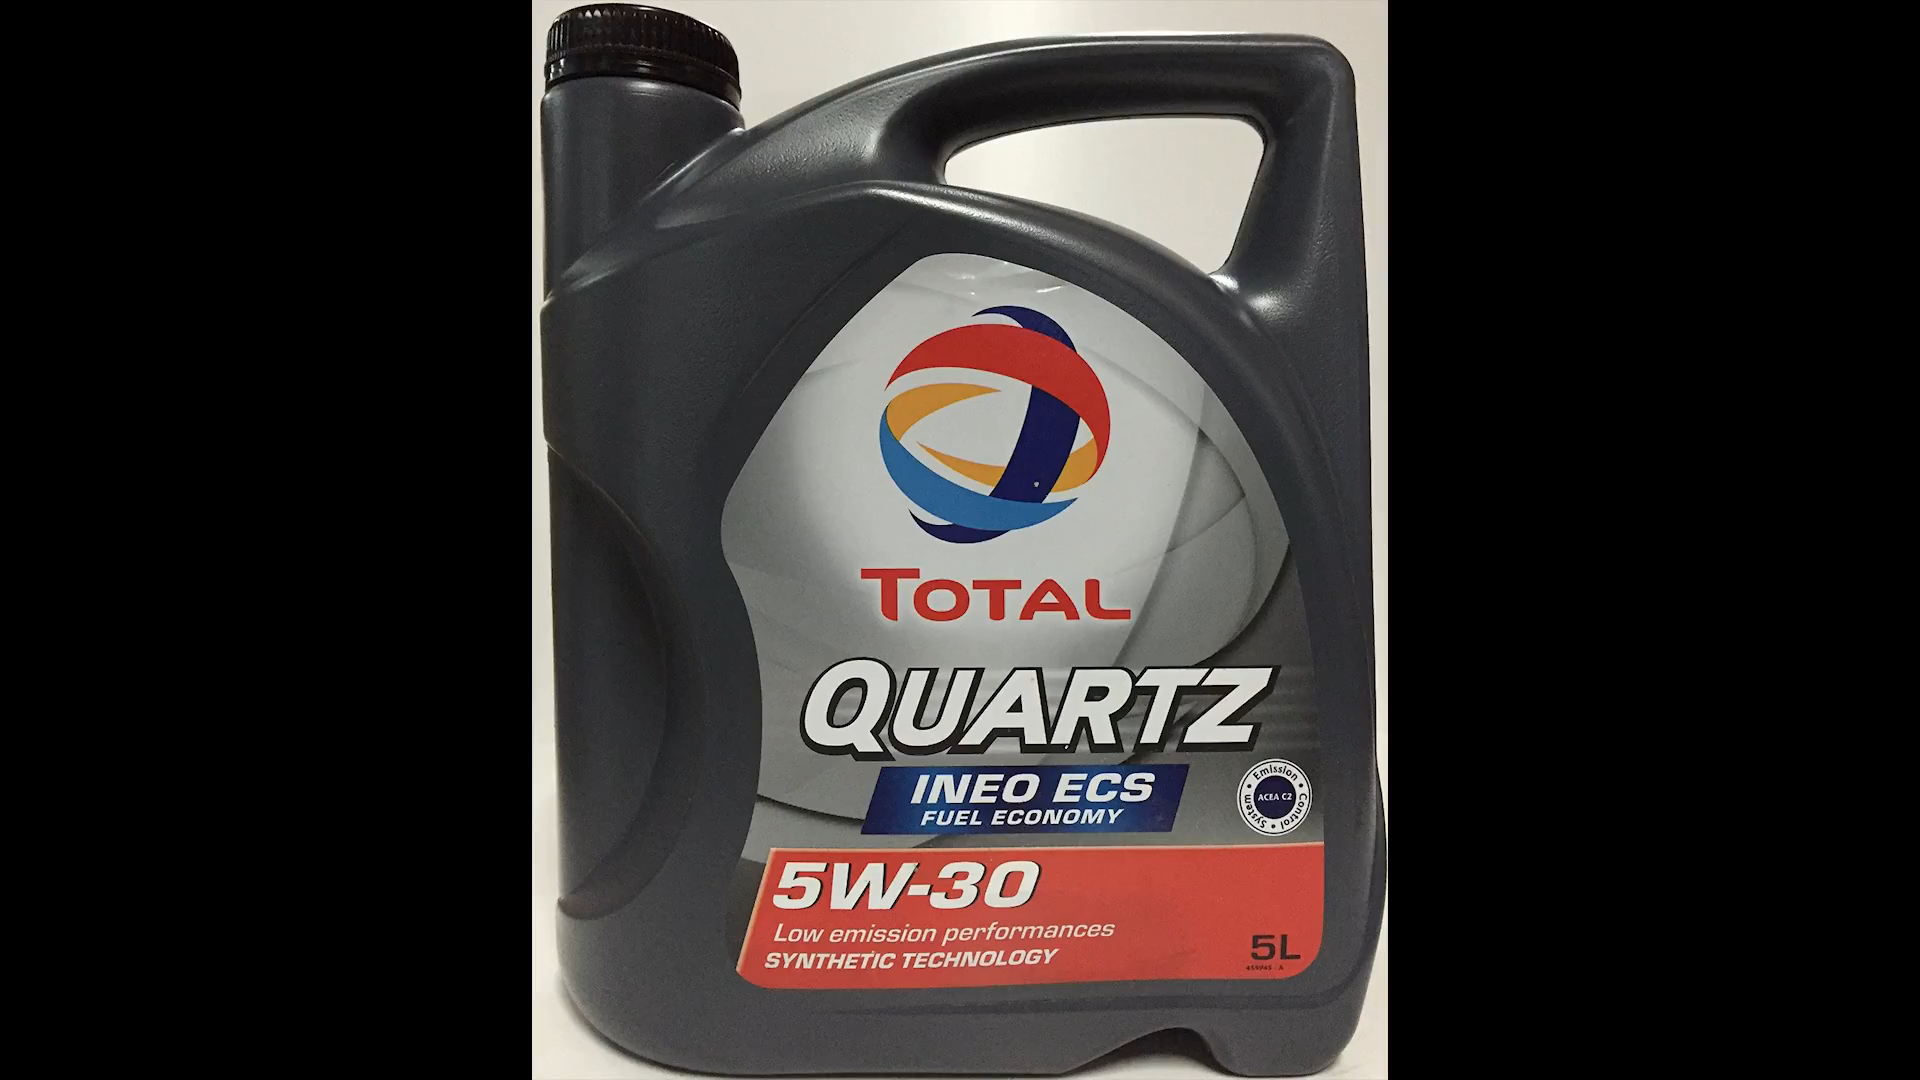 TOTAL
QUARTZ
INEO ECS
FUEL ECONOMY
Emission Control System
ACEA C2
5W-30
Low emission performances
SYNTHETIC TECHNOLOGY
5L